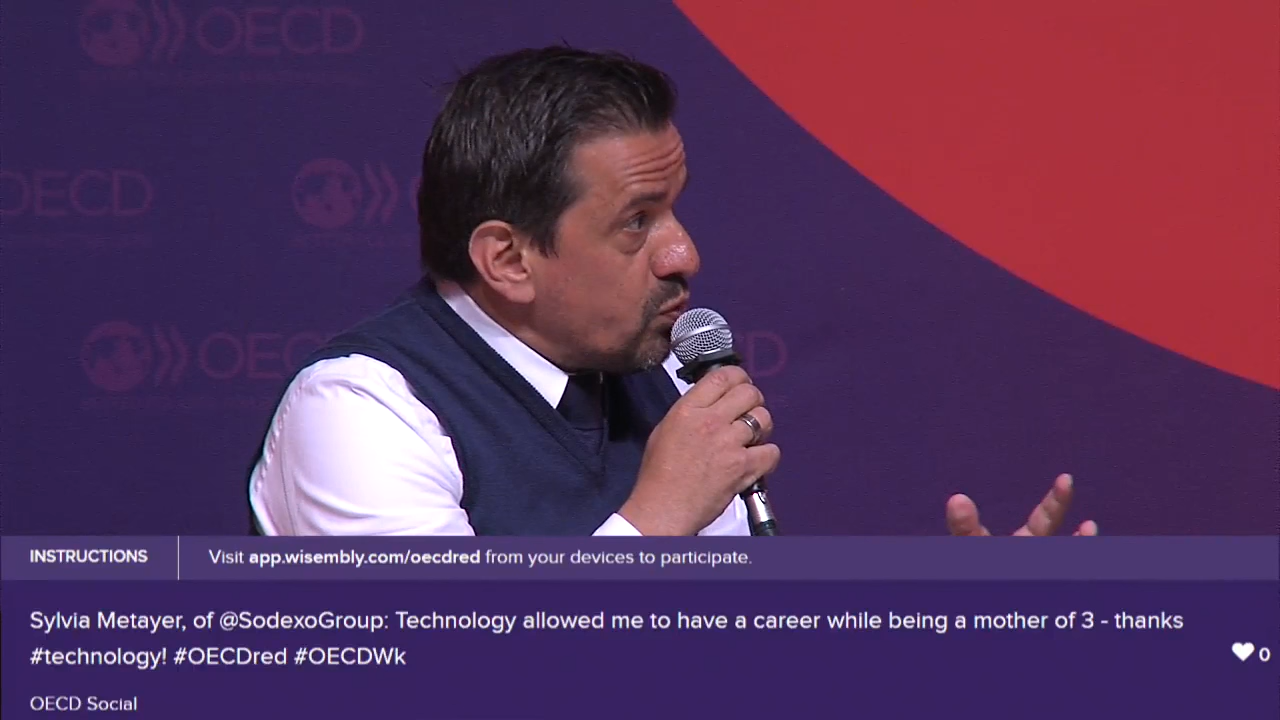 OECD
OECD
OECD
INSTRUCTIONS
Visit app.wisembly.com/oecdred from your devices to participate.
Sylvia Metayer, of @SodexoGroup: Technology allowed me to have a career while being a mother of 3 - thanks
#technology! #OECDred #OECDWk
0
OECD Social